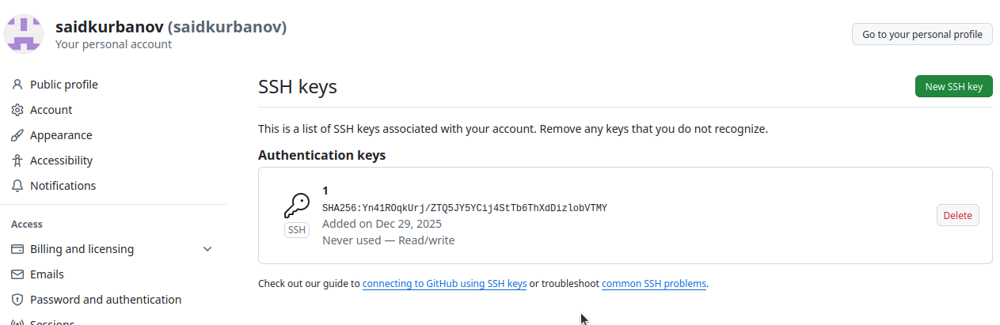 saidkurbanov (saidkurbanov)
Your personal account
Go to your personal profile
Public profile
Account
Appearance
Accessibility
Notifications
Access
Billing and licensing
Emails
Password and authentication
Sessions
SSH keys
New SSH key
This is a list of SSH keys associated with your account. Remove any keys that you do not recognize.
Authentication keys
1
SHA256:Yn41ROqkUrj/ZTQ5JY5YCij4StTb6ThXdDizlobVTMY
SSH
Added on Dec 29, 2025
Never used — Read/write
Delete
Check out our guide to connecting to GitHub using SSH keys or troubleshoot common SSH problems.